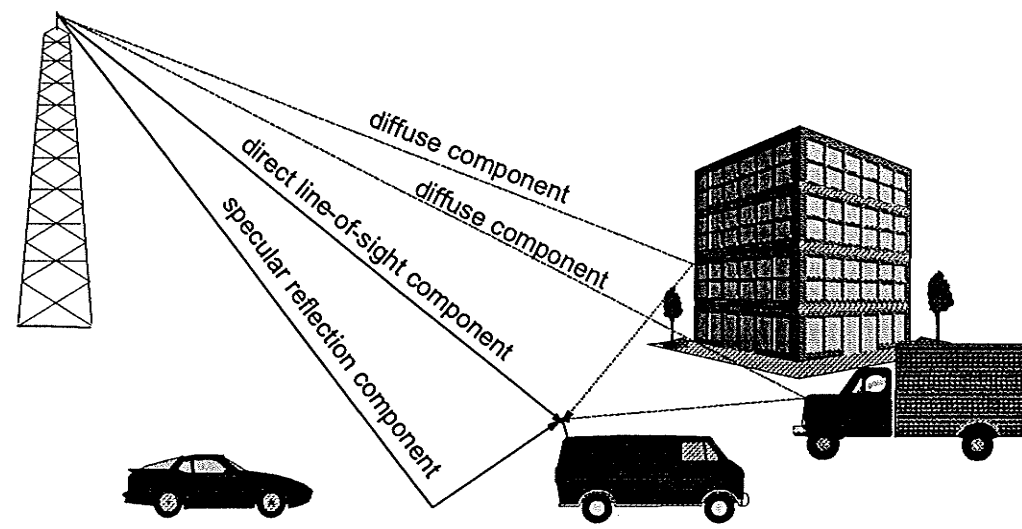 diffuse component
diffuse component
direct line-of-sight component
specular reflection component